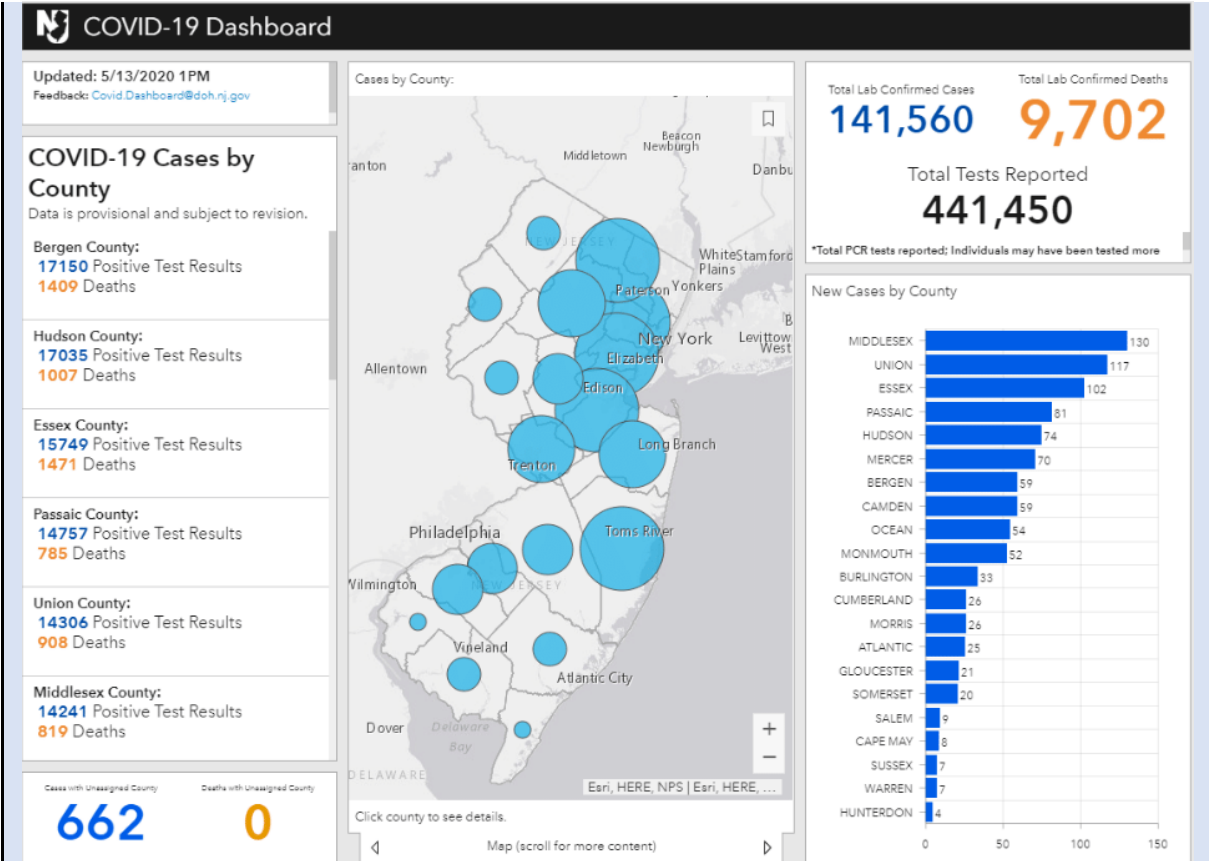 NJ COVID-19 Dashboard
Updated: 5/13/2020 1PM
Feedback: Covid.Dashboard@doh.nj.gov
COVID-19 Cases by
County
Data is provisional and subject to revision.
Bergen County:
17150 Positive Test Results
1409 Deaths
Hudson County:
17035 Positive Test Results
1007 Deaths
Essex County:
15749 Positive Test Results
1471 Deaths
Passaic County:
14757 Positive Test Results
785 Deaths
Union County:
14306 Positive Test Results
908 Deaths
Middlesex County:
14241 Positive Test Results
819 Deaths
Cases with Unassigned County
662
Deaths with Unassigned County
0
Cases by County:
Beacon
Newburgh
Middletown
anton
Danbu
NEW JERSEY
White
Plains
Stamford
Paterson
Yonkers
New York
Levittow
West
Elizabeth
Allentown
Edison
Long Branch
Trenton
Philadelphia
Toms River
Wilmington
NEW JERSEY
Vineland
Atlantic City
Dover
Delaware
Bay
DELAWARE
+
−
Esri, HERE, NPS | Esri, HERE, ...
Click county to see details.
Map (scroll for more content)
Total Lab Confirmed Cases
141,560
Total Lab Confirmed Deaths
9,702
Total Tests Reported
441,450
*Total PCR tests reported; Individuals may have been tested more
New Cases by County
MIDDLESEX 130
UNION 117
ESSEX 102
PASSAIC 81
HUDSON 74
MERCER 70
BERGEN 59
CAMDEN 59
OCEAN 54
MONMOUTH 52
BURLINGTON 33
CUMBERLAND 26
MORRIS 26
ATLANTIC 25
GLOUCESTER 21
SOMERSET 20
SALEM 9
CAPE MAY 8
SUSSEX 7
WARREN 7
HUNTERDON 4
0 50 100 150